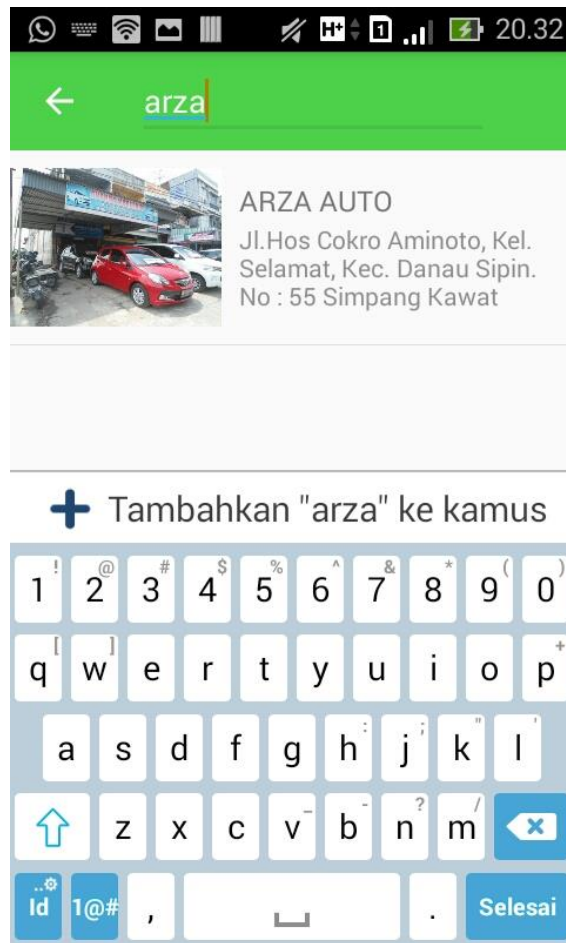 20.32
arza
ARZA AUTO
Jl.Hos Cokro Aminoto, Kel.
Selamat, Kec. Danau Sipin.
No : 55 Simpang Kawat
Tambahkan "arza" ke kamus
1 ! 2 @ 3 # 4 $ 5 % 6 ^ 7 & 8 * 9 ( 0 )
q [ w ] e r t y u i o p +
a s d f g h : j ; k " l '
z x c v _ b - n ? m /
Id 1@# , . Selesai